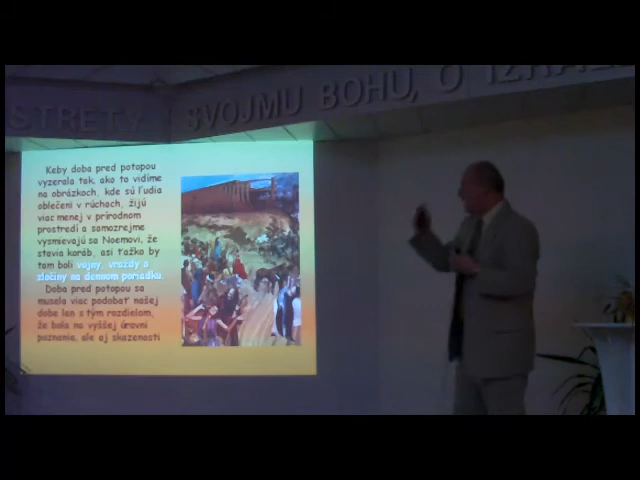 STRETY SVOJMU BOHU, O IZRAEL
Keby doba pred potopou
vyzerala tak, ako to vidíme
na obrázkoch, kde sú ľudia
oblečení v rúchoch, žijú
viac menej v prírodnom
prostredí a samozrejme
vysmievajú sa Noemovi, že
stavia koráb, asi ťažko by
tam boli vojny, vraždy a
zločiny na dennom poriadku.
Doba pred potopou sa
musela viac podobať našej
dobe len s tým rozdielom,
že bola na vyššej úrovni
poznania, ale aj skazenosti